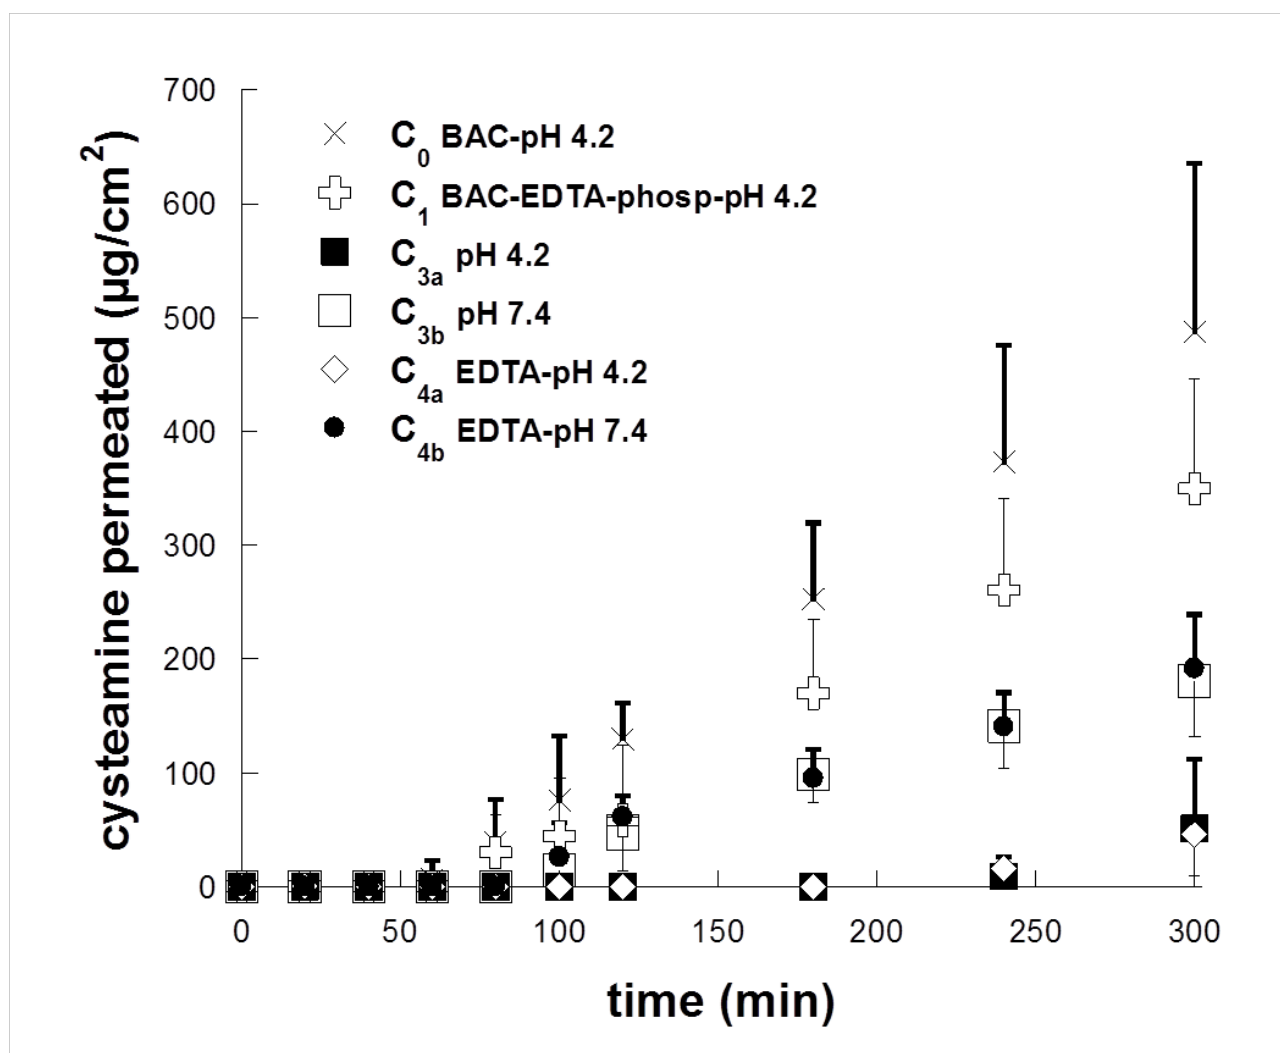 cysteamine permeated (µg/cm²)
700
600
500
400
300
200
100
0
C₀ BAC-pH 4.2
C₁ BAC-EDTA-phosp-pH 4.2
C₃ₐ pH 4.2
C3b pH 7.4
C₄ₐ EDTA-pH 4.2
C4b EDTA-pH 7.4
0 50 100 150 200 250 300
time (min)